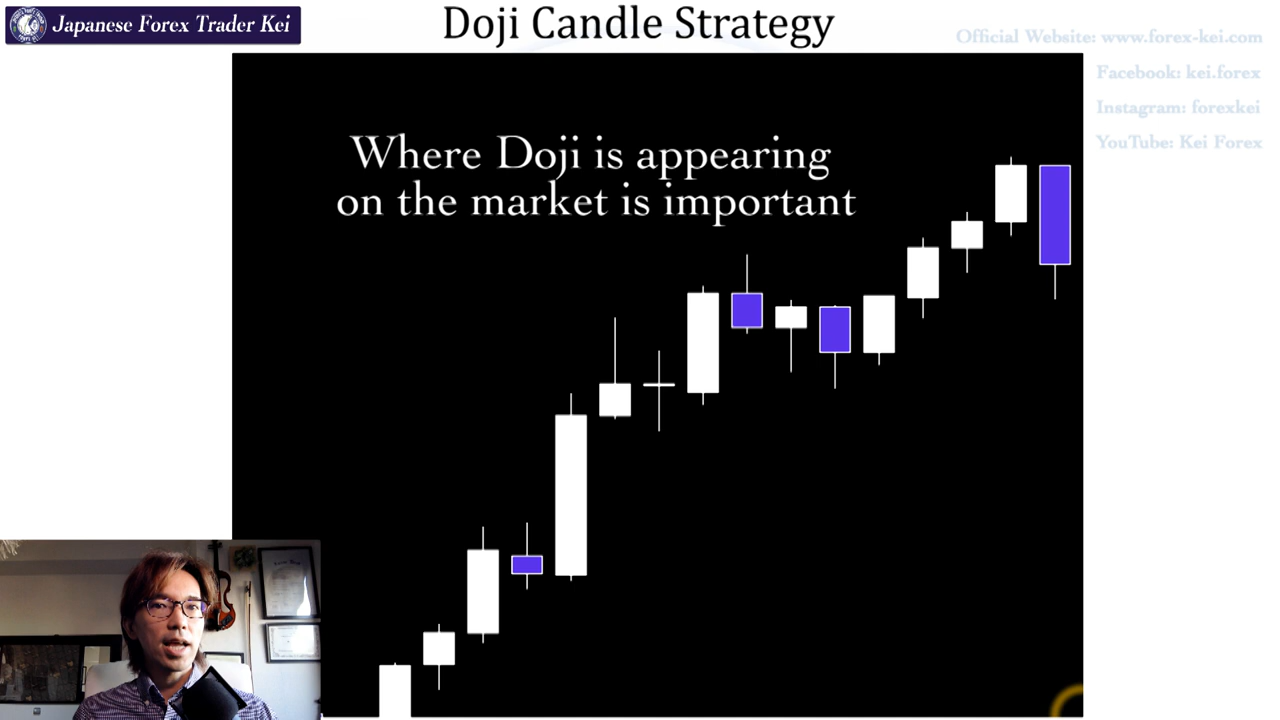 Japanese Forex Trader Kei
Doji Candle Strategy
Official Website: www.forex-kei.com
Facebook: kei.forex
Instagram: forexkei
YouTube: Kei Forex
Where Doji is appearing
on the market is important